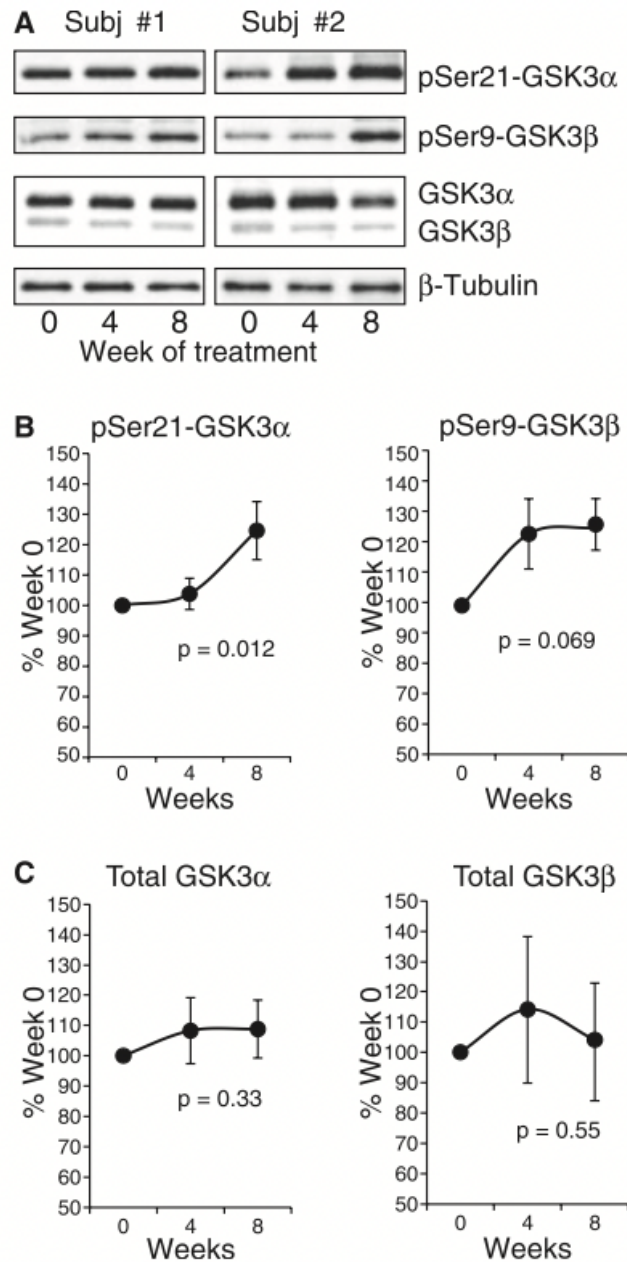 A Subj #1 Subj #2
pSer21-GSK3α
pSer9-GSK3β
GSK3α
GSK3β
β-Tubulin
0 4 8 0 4 8
Week of treatment
B pSer21-GSK3α pSer9-GSK3β
150 150
140 140
130 130
120 120
110 110
100 100
90 90
80 80
70 70
60 60
50 50
% Week 0 % Week 0
p = 0.012 p = 0.069
0 4 8 0 4 8
Weeks Weeks
C Total GSK3α Total GSK3β
150 150
140 140
130 130
120 120
110 110
100 100
90 90
80 80
70 70
60 60
50 50
% Week 0 % Week 0
p = 0.33 p = 0.55
0 4 8 0 4 8
Weeks Weeks